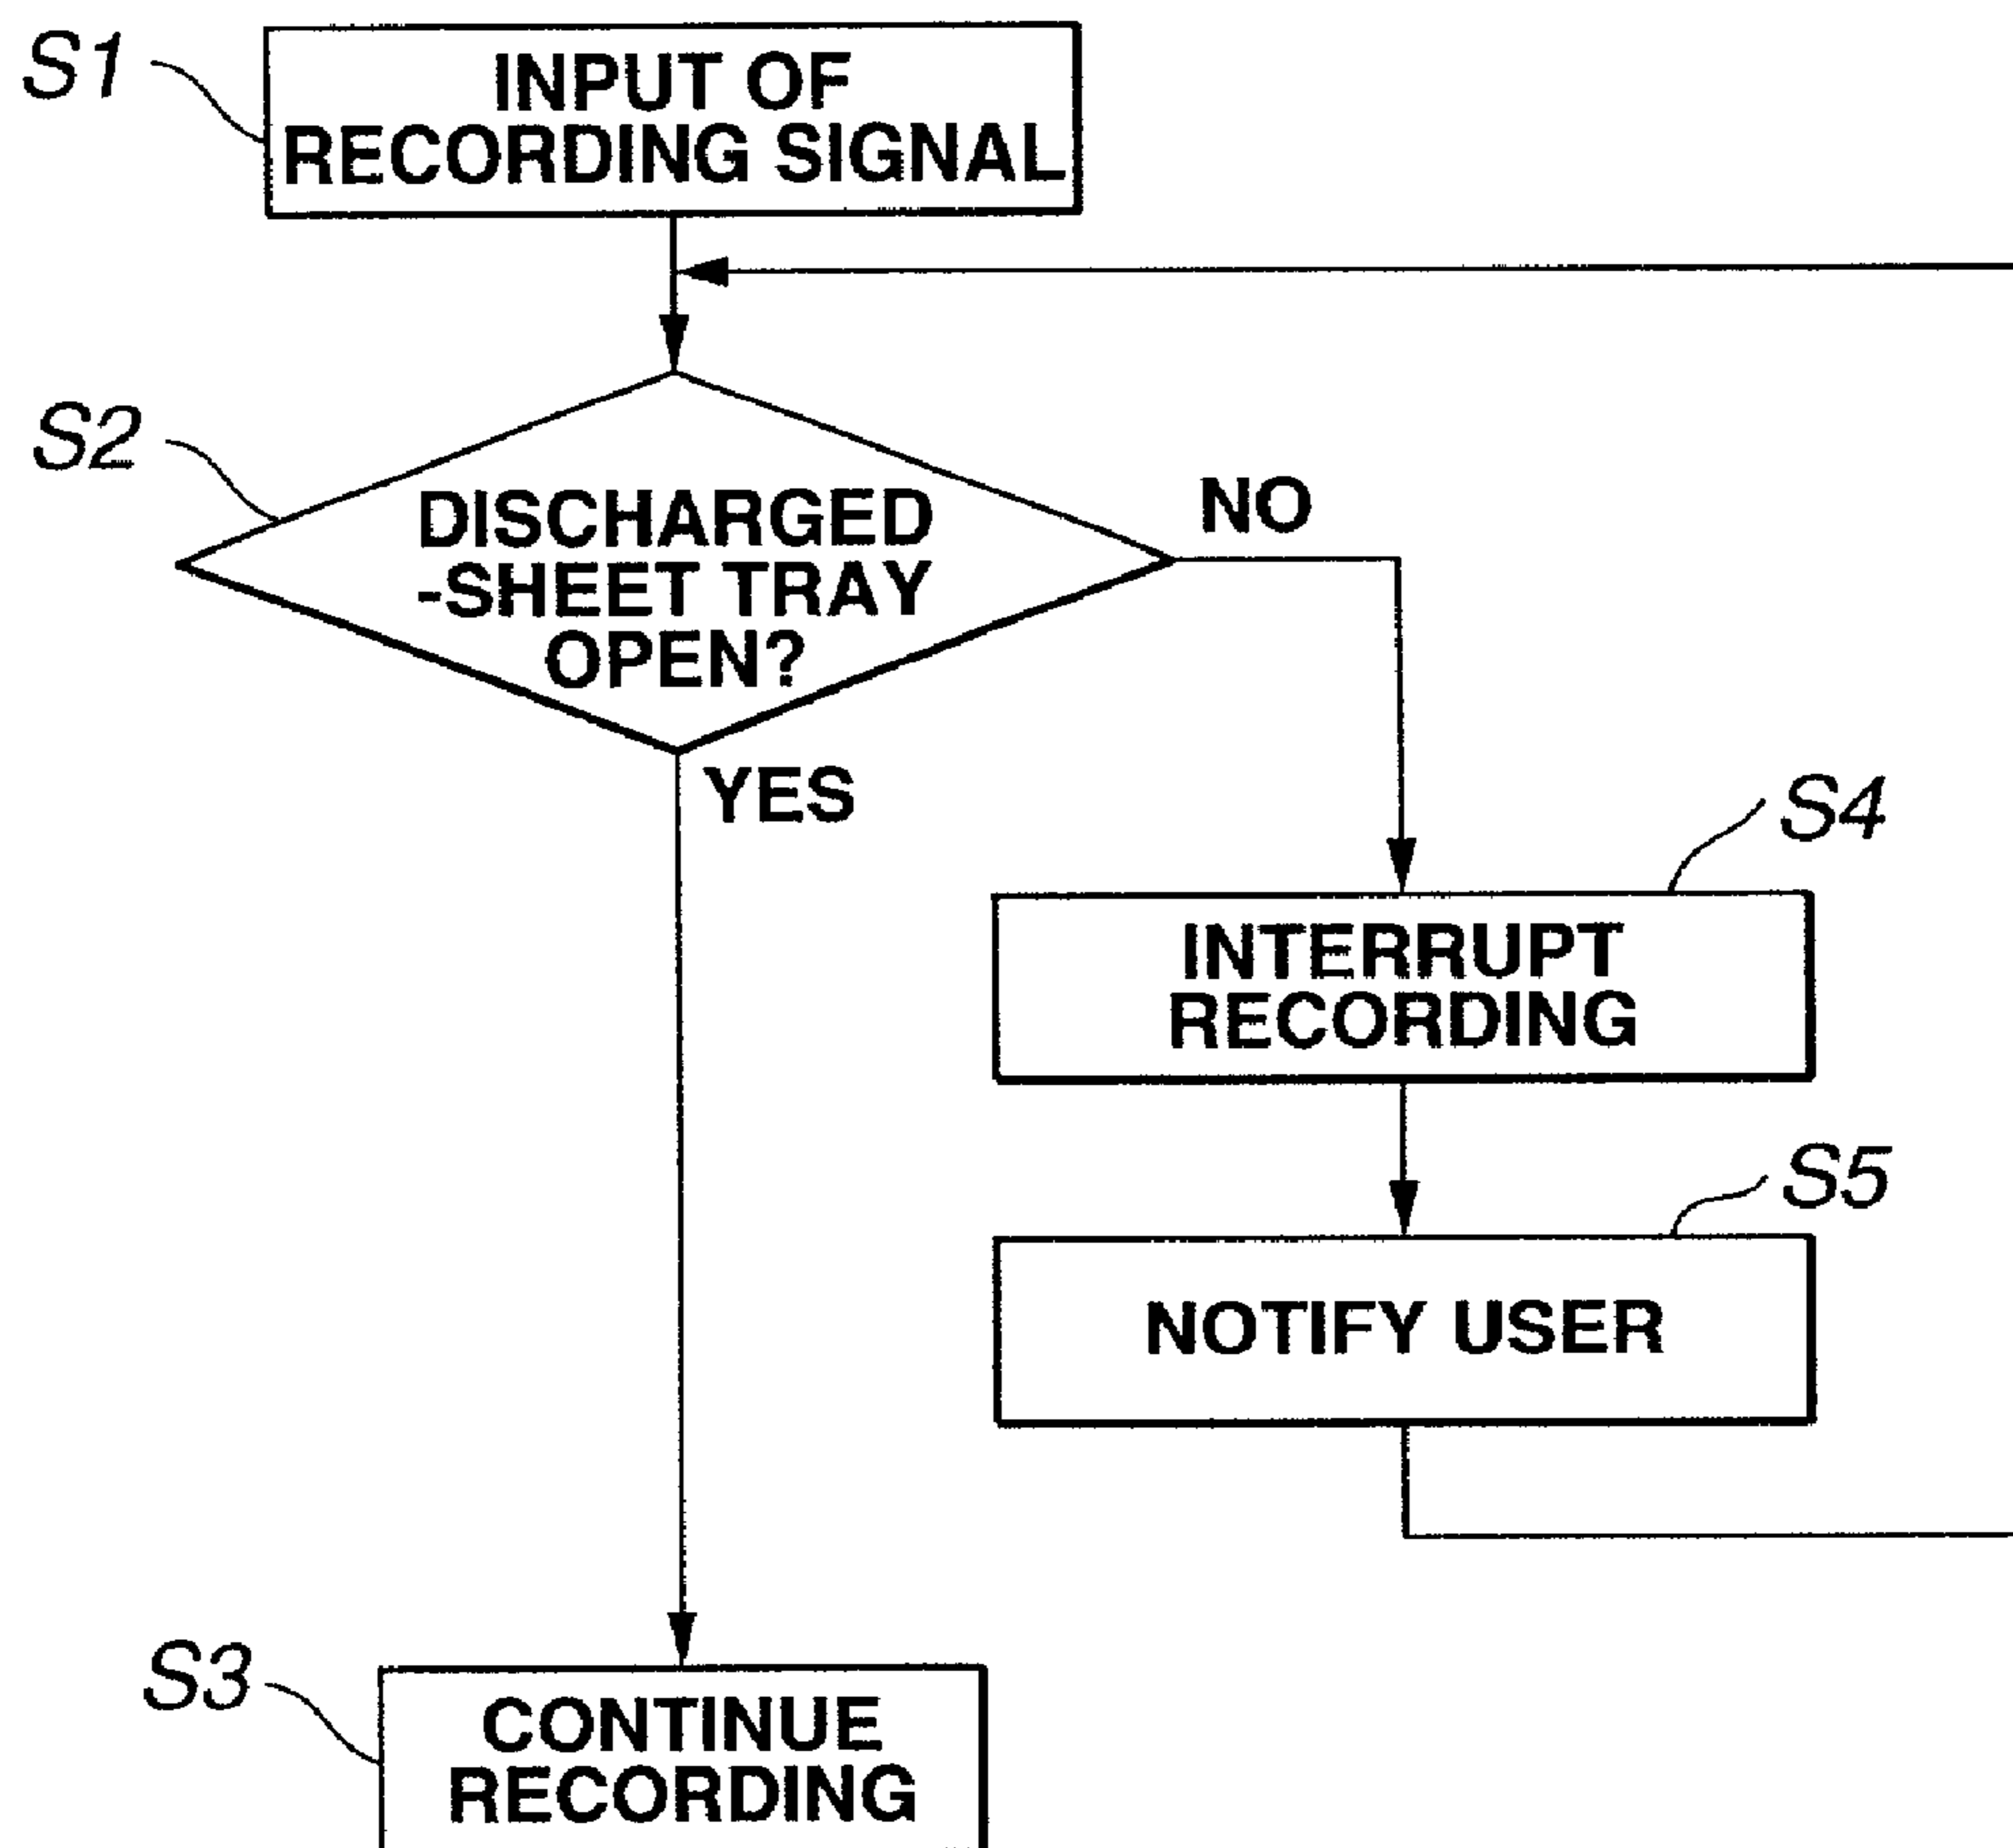 S1
INPUT OF
RECORDING SIGNAL
S2
DISCHARGED
-SHEET TRAY
OPEN?
NO
YES
S4
INTERRUPT
RECORDING
S5
NOTIFY USER
S3
CONTINUE
RECORDING